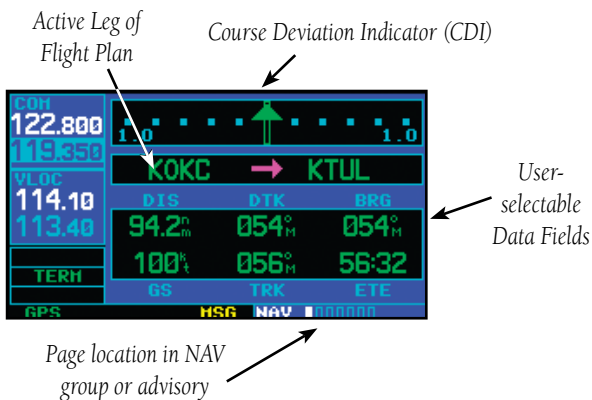 Active Leg of
Flight Plan
Course Deviation Indicator (CDI)
COM
122.800
119.350
1.0 1.0
KOKC → KTUL
VLOC
114.10
113.40
DIS DTK BRG
94.2nm 054°M 054°M
100kt 056°M 56:32
TERM
GS TRK ETE
GPS MSG NAV
User-
selectable
Data Fields
Page location in NAV
group or advisory